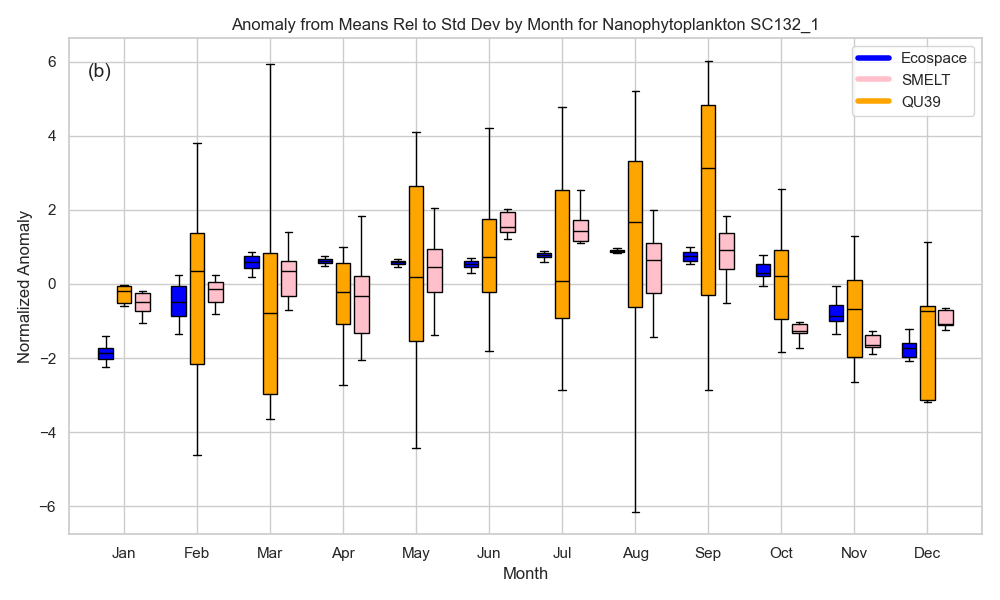 Anomaly from Means Rel to Std Dev by Month for Nanophytoplankton SC132_1
(b)
Ecospace
SMELT
QU39
Normalized Anomaly
6
4
2
0
−2
−4
−6
Jan Feb Mar Apr May Jun Jul Aug Sep Oct Nov Dec
Month